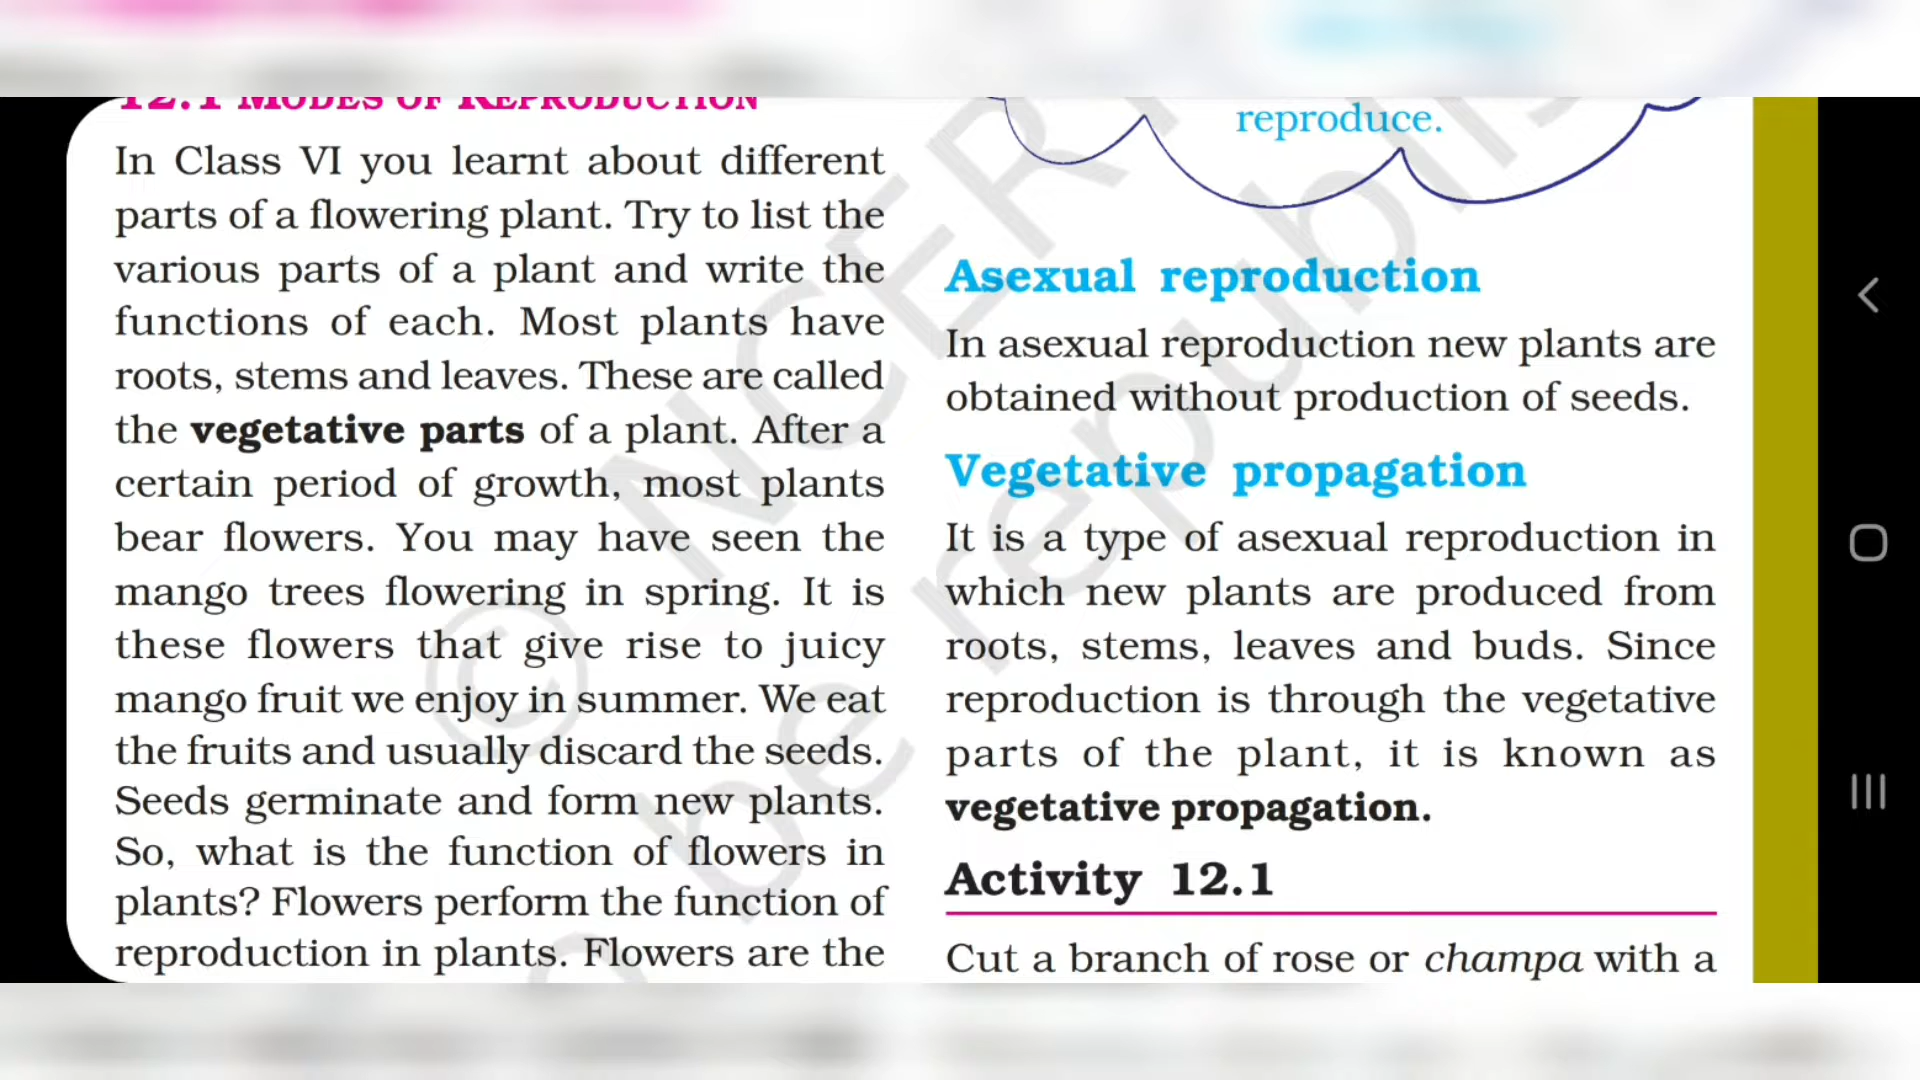 12.1 MODES OF REPRODUCTION
In Class VI you learnt about different
parts of a flowering plant. Try to list the
various parts of a plant and write the
functions of each. Most plants have
roots, stems and leaves. These are called
the vegetative parts of a plant. After a
certain period of growth, most plants
bear flowers. You may have seen the
mango trees flowering in spring. It is
these flowers that give rise to juicy
mango fruit we enjoy in summer. We eat
the fruits and usually discard the seeds.
Seeds germinate and form new plants.
So, what is the function of flowers in
plants? Flowers perform the function of
reproduction in plants. Flowers are the
reproduce.
Asexual reproduction
In asexual reproduction new plants are
obtained without production of seeds.
Vegetative propagation
It is a type of asexual reproduction in
which new plants are produced from
roots, stems, leaves and buds. Since
reproduction is through the vegetative
parts of the plant, it is known as
vegetative propagation.
Activity 12.1
Cut a branch of rose or champa with a
© NCER
be republis